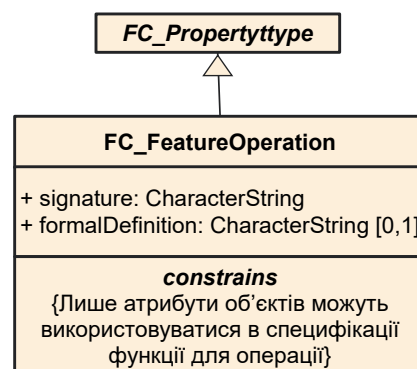 FC_Propertyttype
FC_FeatureOperation
+ signature: CharacterString
+ formalDefinition: CharacterString [0,1]
constrains
{Лише атрибути об’єктів можуть
використовуватися в специфікації
функції для операції}